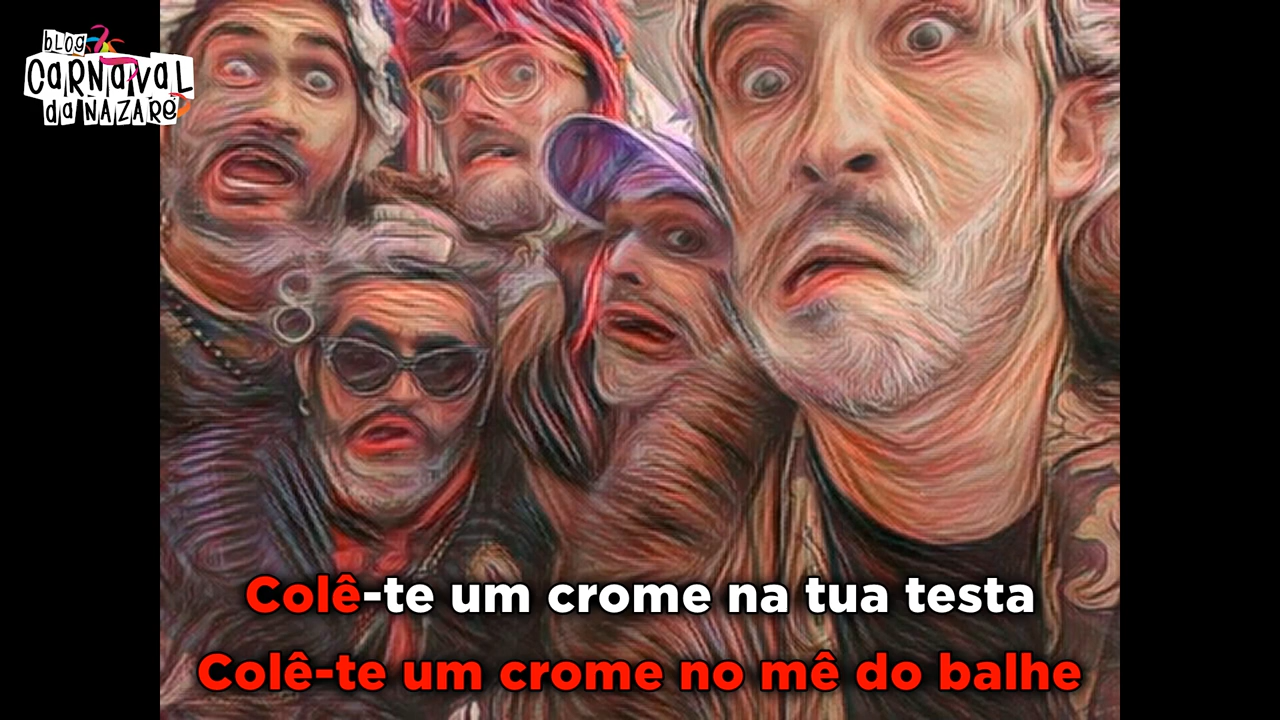 BLOG
CARNAVAL
da NAZARÉ
Colê-te um crome na tua testa
Colê-te um crome no mê do balhe